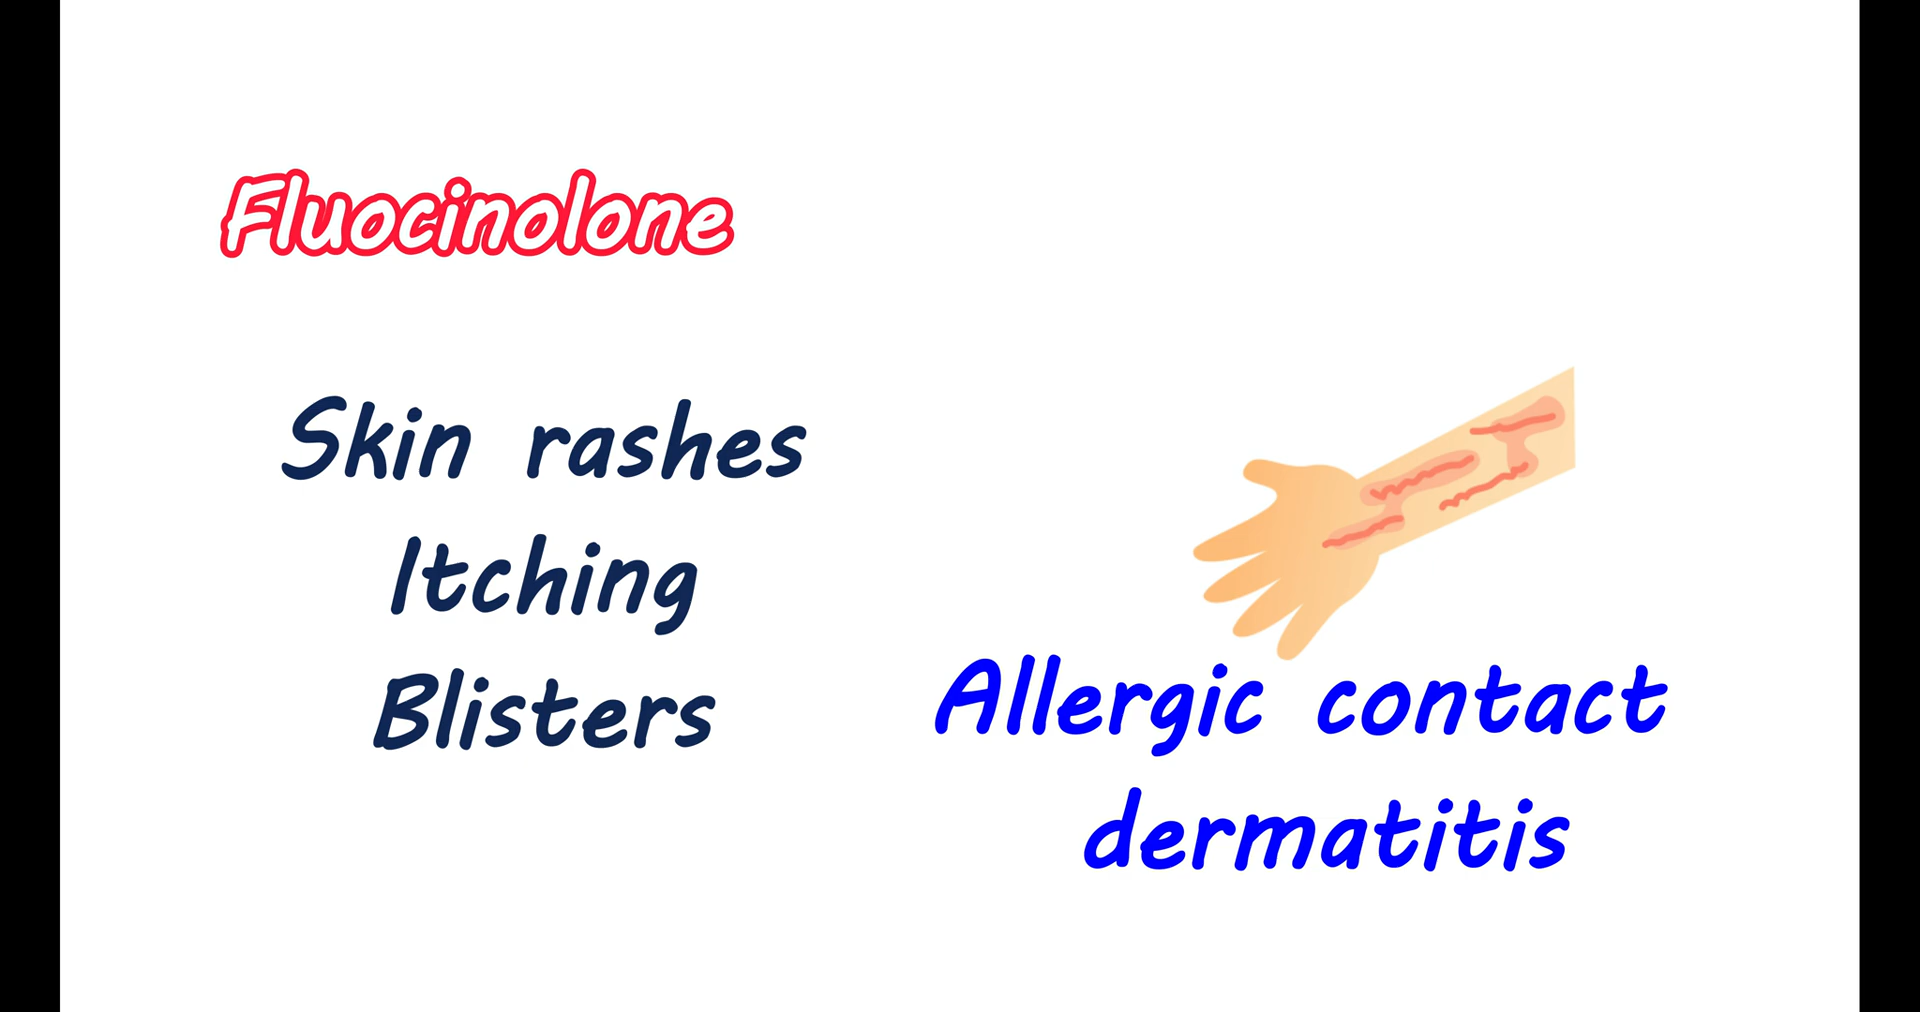 Fluocinolone
Skin rashes
Itching
Blisters
Allergic contact
dermatitis